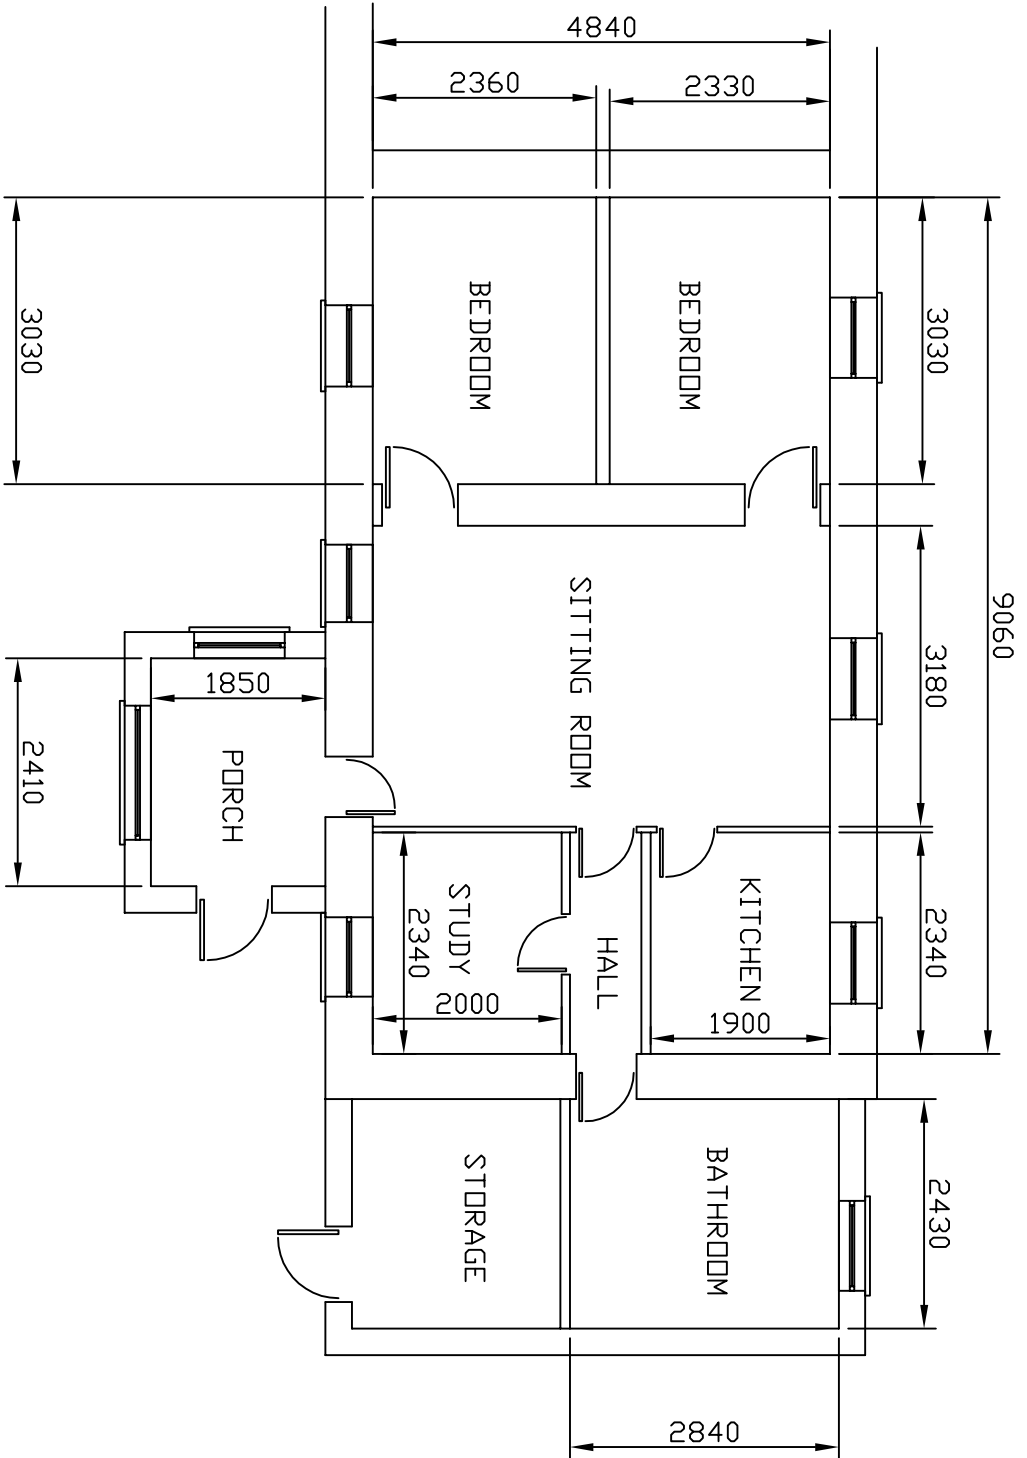 4840
2360
2330
3030
3030
BEDROOM
BEDROOM
9060
SITTING ROOM
3180
1850
2410
PORCH
STUDY
2340
2000
HALL
KITCHEN
1900
2340
STORAGE
BATHROOM
2430
2840